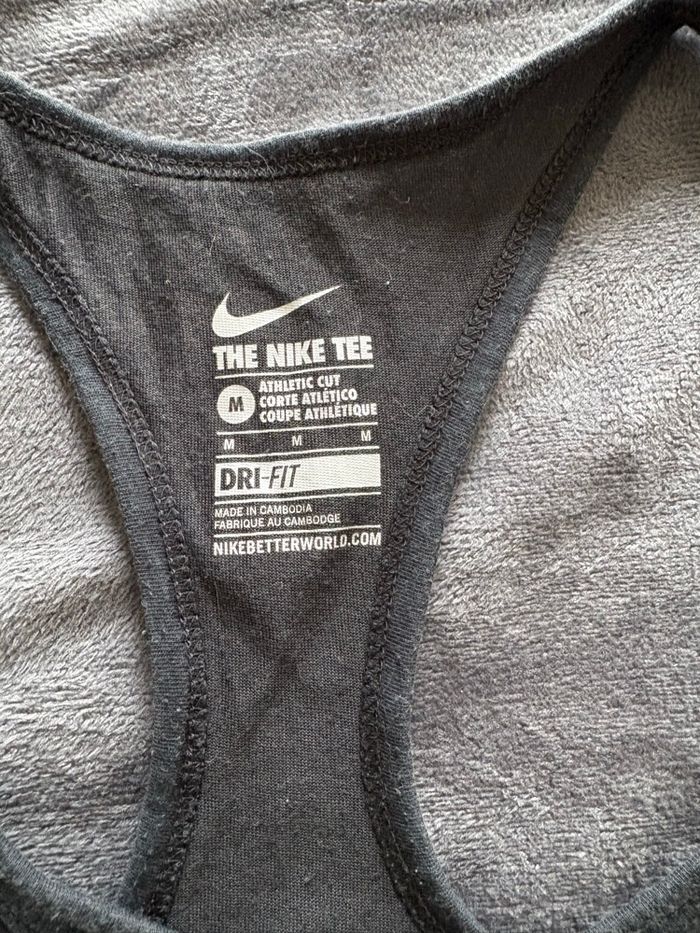 THE NIKE TEE
M
ATHLETIC CUT
CORTE ATLÉTICO
COUPE ATHLÉTIQUE
M M M
DRI-FIT
MADE IN CAMBODIA
FABRIQUE AU CAMBODGE
NIKEBETTERWORLD.COM